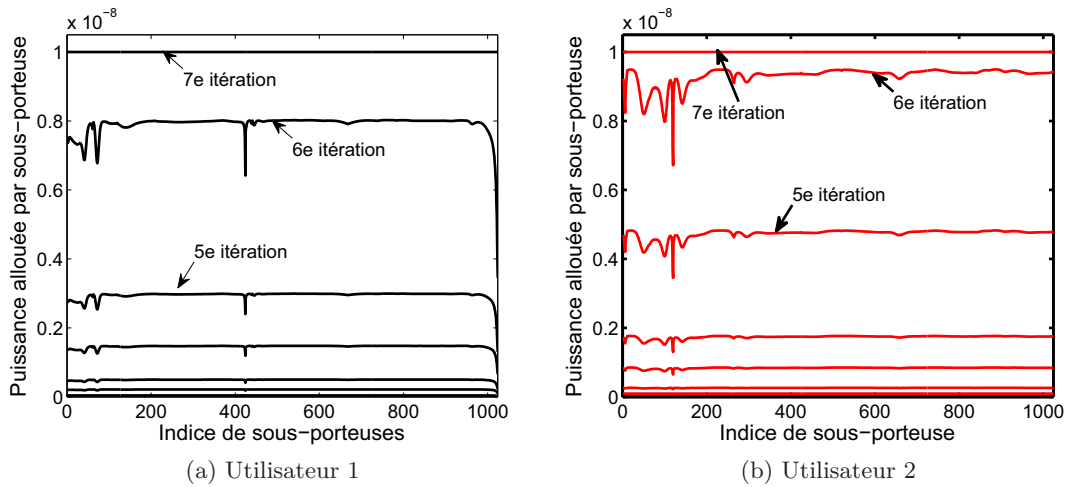 x 10⁻⁸
1
0.8
0.6
0.4
0.2
0
Puissance allouée par sous−porteuse
7e itération
6e itération
5e itération
0 200 400 600 800 1000
Indice de sous−porteuses
(a) Utilisateur 1
x 10⁻⁸
1
0.8
0.6
0.4
0.2
0
Puissance allouée par sous−porteuse
7e itération
6e itération
5e itération
0 200 400 600 800 1000
Indice de sous−porteuse
(b) Utilisateur 2